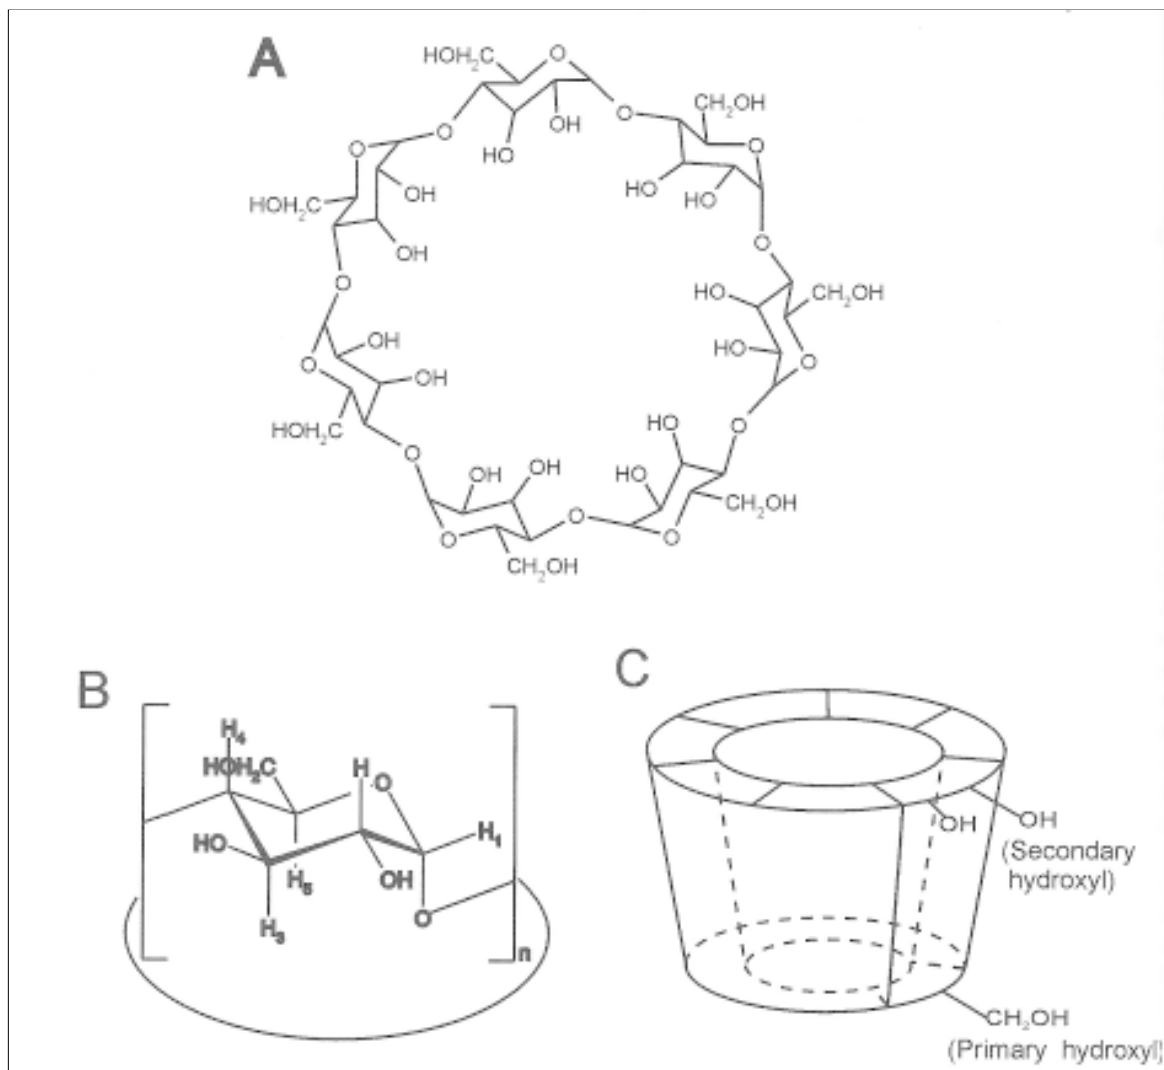 A
HOH₂C
O
OH
HO
O
CH₂OH
O
HO
HO
O
O
O
OH
HOH₂C
OH
O
HO
CH₂OH
HO
O
OH
O
OH
HOH₂C
O
O
HO
HO
CH₂OH
O
OH
OH
O
O
CH₂OH
B
H₄
HOH₂C
H
O
HO
H₁
H₅
OH
H₃
O
n
C
OH
OH
(Secondary
hydroxyl)
CH₂OH
(Primary hydroxyl)